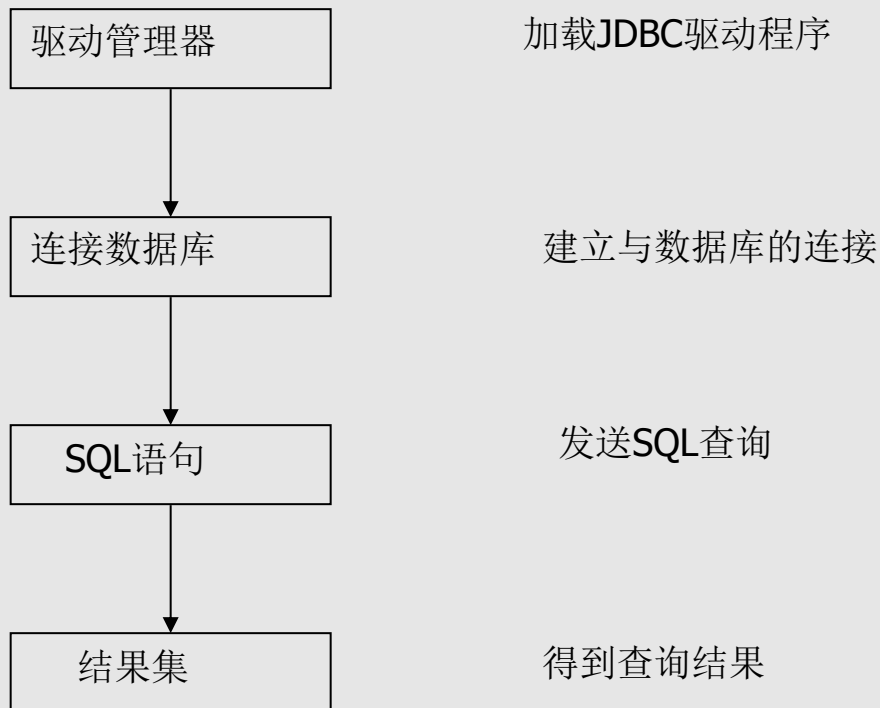 驱动管理器
加载JDBC驱动程序
连接数据库
建立与数据库的连接
SQL语句
发送SQL查询
结果集
得到查询结果